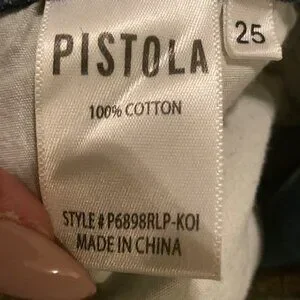 PISTOLA
25
100% COTTON
STYLE # P6898RLP-KOI
MADE IN CHINA